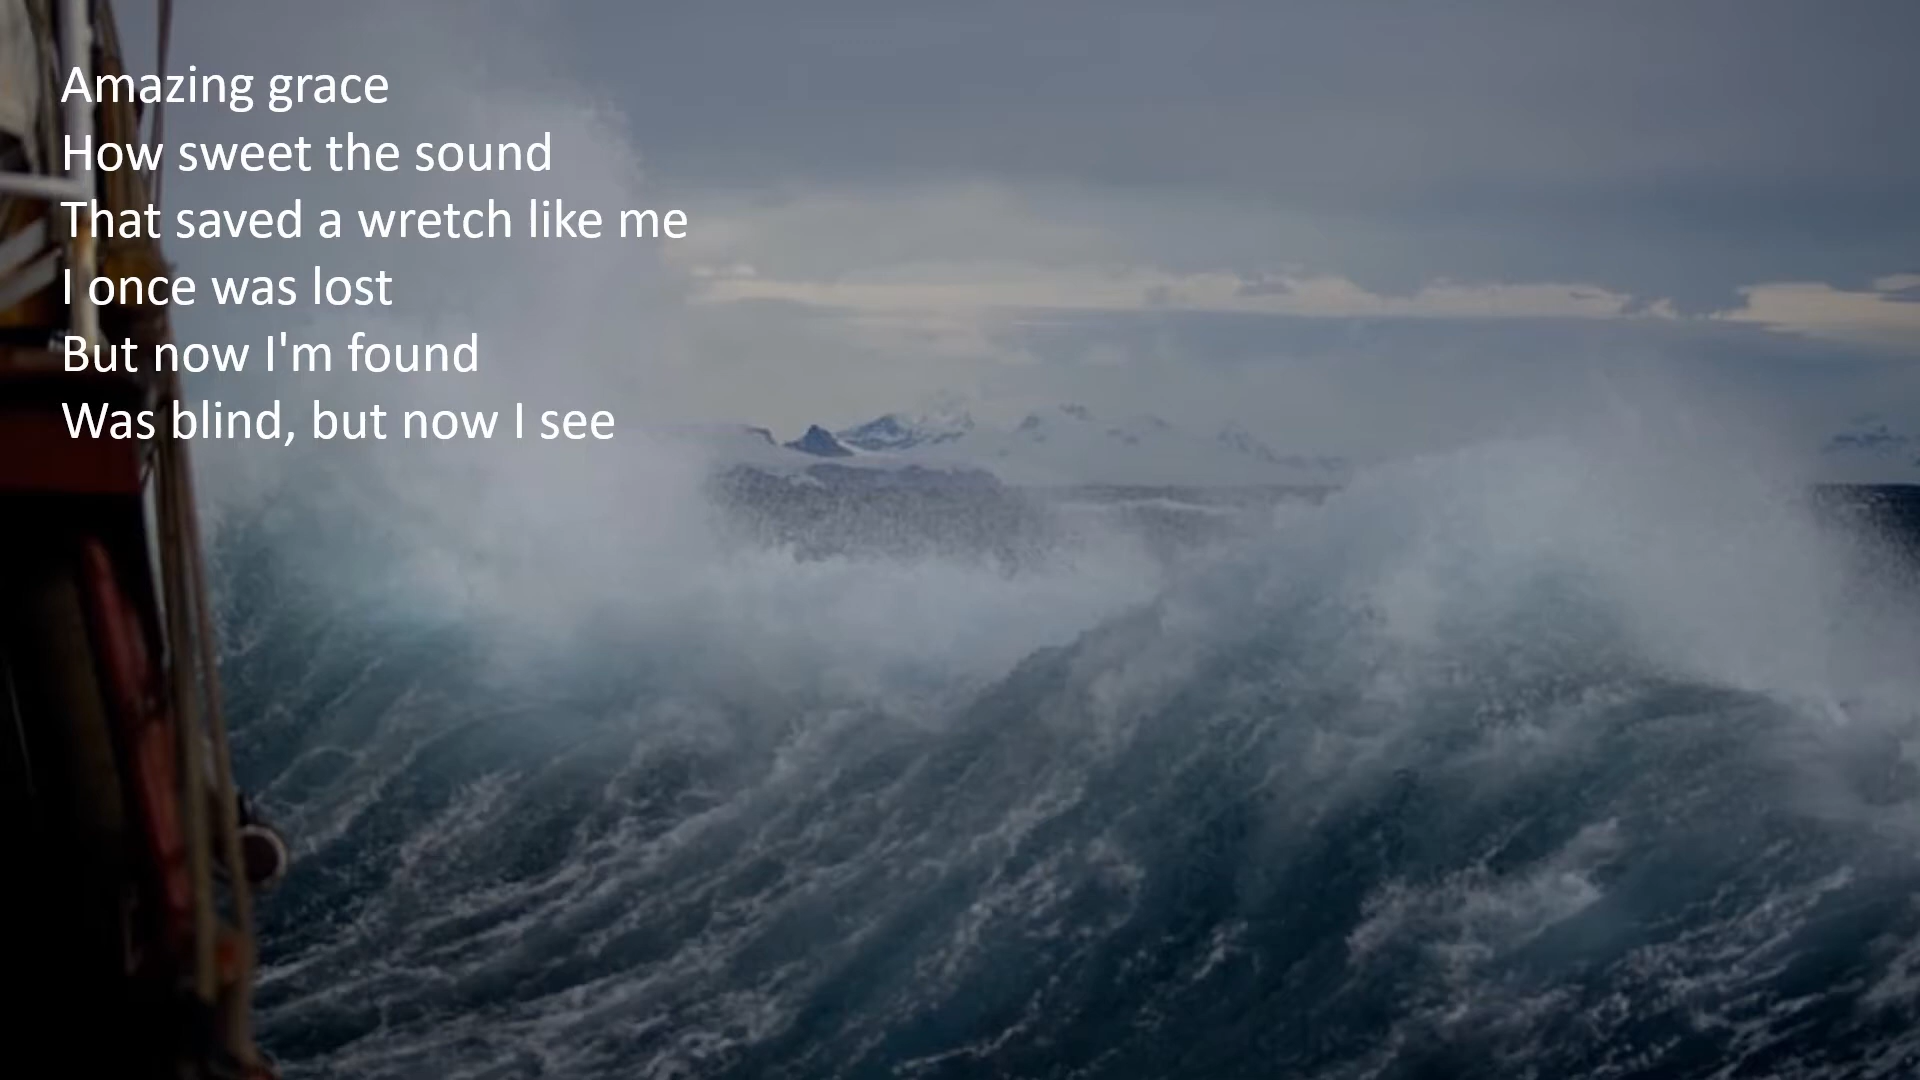 Amazing grace
How sweet the sound
That saved a wretch like me
I once was lost
But now I'm found
Was blind, but now I see